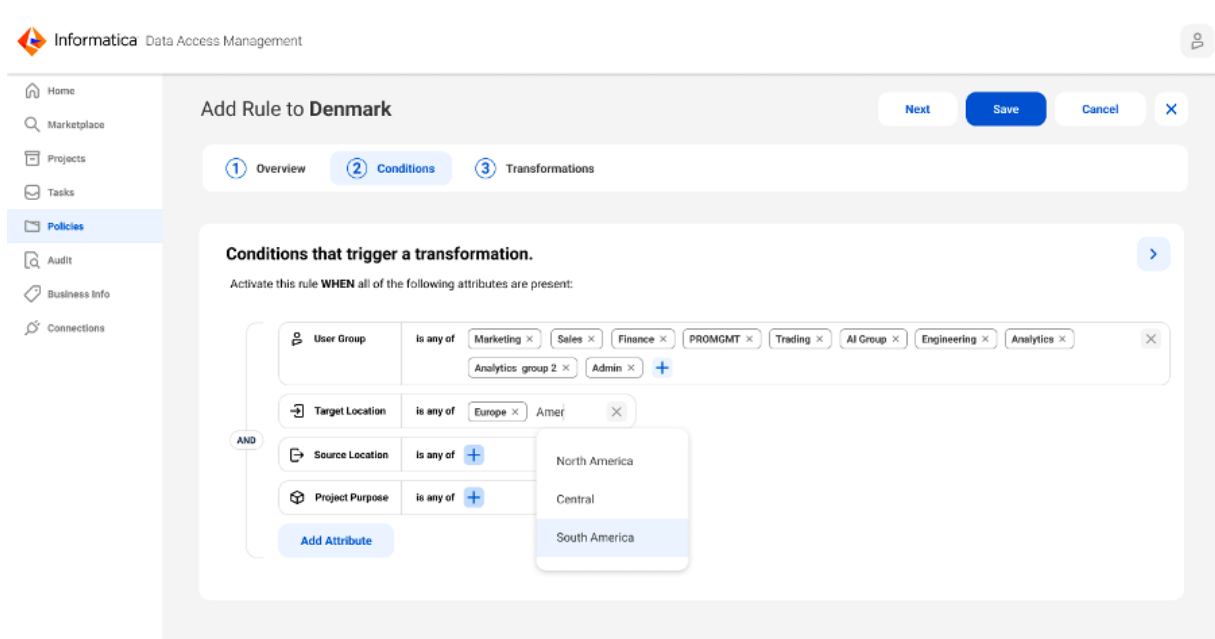 Informatica Data Access Management
Home
Marketplace
Projects
Tasks
Policies
Audit
Business Info
Connections
Add Rule to Denmark
Next
Save
Cancel
1 Overview
2 Conditions
3 Transformations
Conditions that trigger a transformation.
Activate this rule WHEN all of the following attributes are present:
AND
User Group is any of Marketing × Sales × Finance × PROMGMT × Trading × AI Group × Engineering × Analytics ×
Analytics group 2 × Admin × +
Target Location is any of Europe × Amer
Source Location is any of +
Project Purpose is any of +
Add Attribute
North America
Central
South America